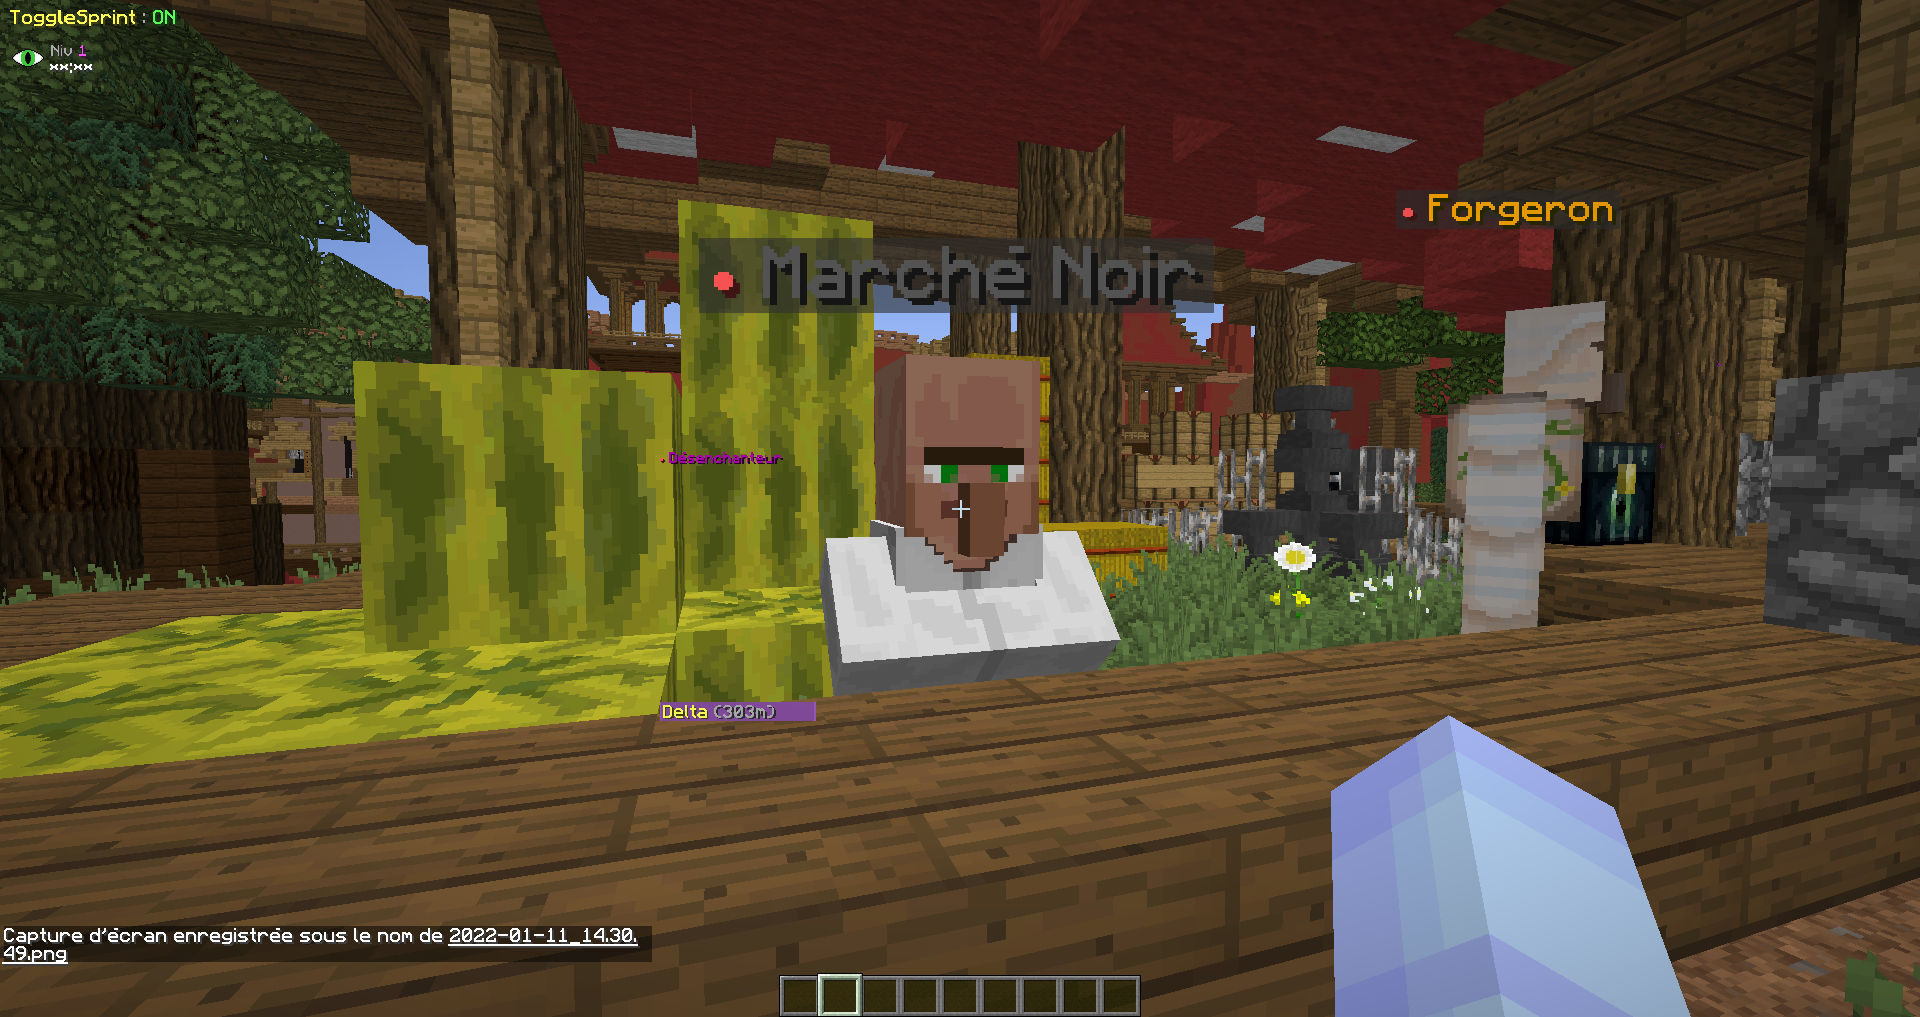 ToggleSprint : ON
Niv 1
**:**
Forgeron
Marché Noir
Désenchanteur
Delta (303m)
Capture d'écran enregistrée sous le nom de 2022-01-11_14.30.
49.png